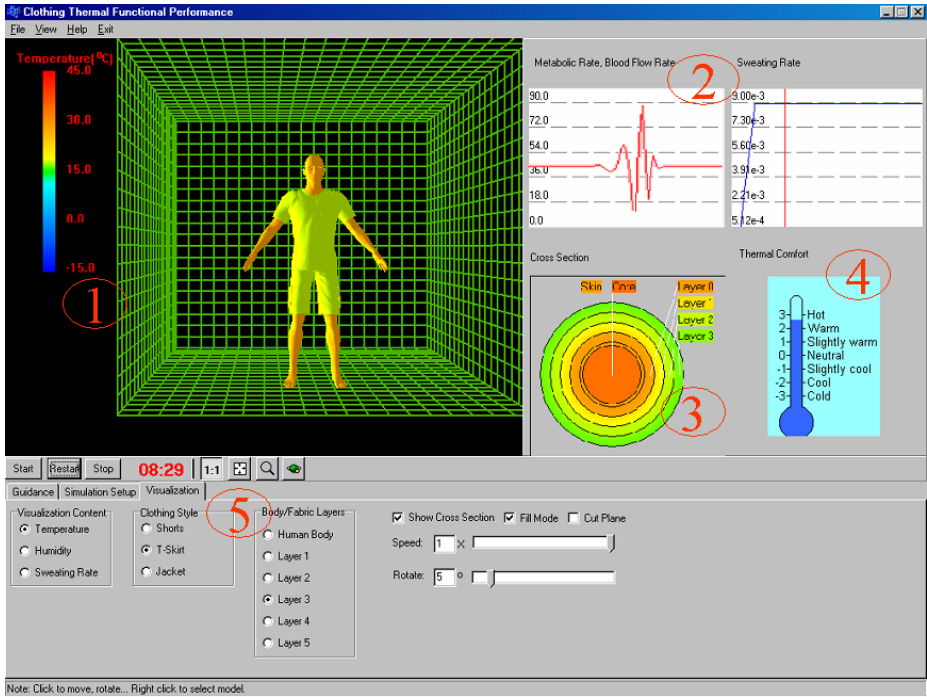 Clothing Thermal Functional Performance
File View Help Exit
Temperature(°C)
45.0
30.0
15.0
0.0
-15.0
1
Metabolic Rate, Blood Flow Rate
2
90.0
72.0
54.0
36.0
18.0
0.0
Sweating Rate
9.00e-3
7.30e-3
5.60e-3
3.91e-3
2.21e-3
5.12e-4
Cross Section
Skin Core Layer 0
Layer 1
Layer 2
Layer 3
3
Thermal Comfort
4
3 Hot
2 Warm
1 Slightly warm
0 Neutral
-1 Slightly cool
-2 Cool
-3 Cold
Start Restart Stop 08:29 1:1
Guidance Simulation Setup Visualization
5
Visualization Content
Temperature
Humidity
Sweating Rate
Clothing Style
Shorts
T-Skirt
Jacket
Body/Fabric Layers
Human Body
Layer 1
Layer 2
Layer 3
Layer 4
Layer 5
Show Cross Section Fill Mode Cut Plane
Speed: 1 X
Rotate: 5 °
Note: Click to move, rotate... Right click to select model.